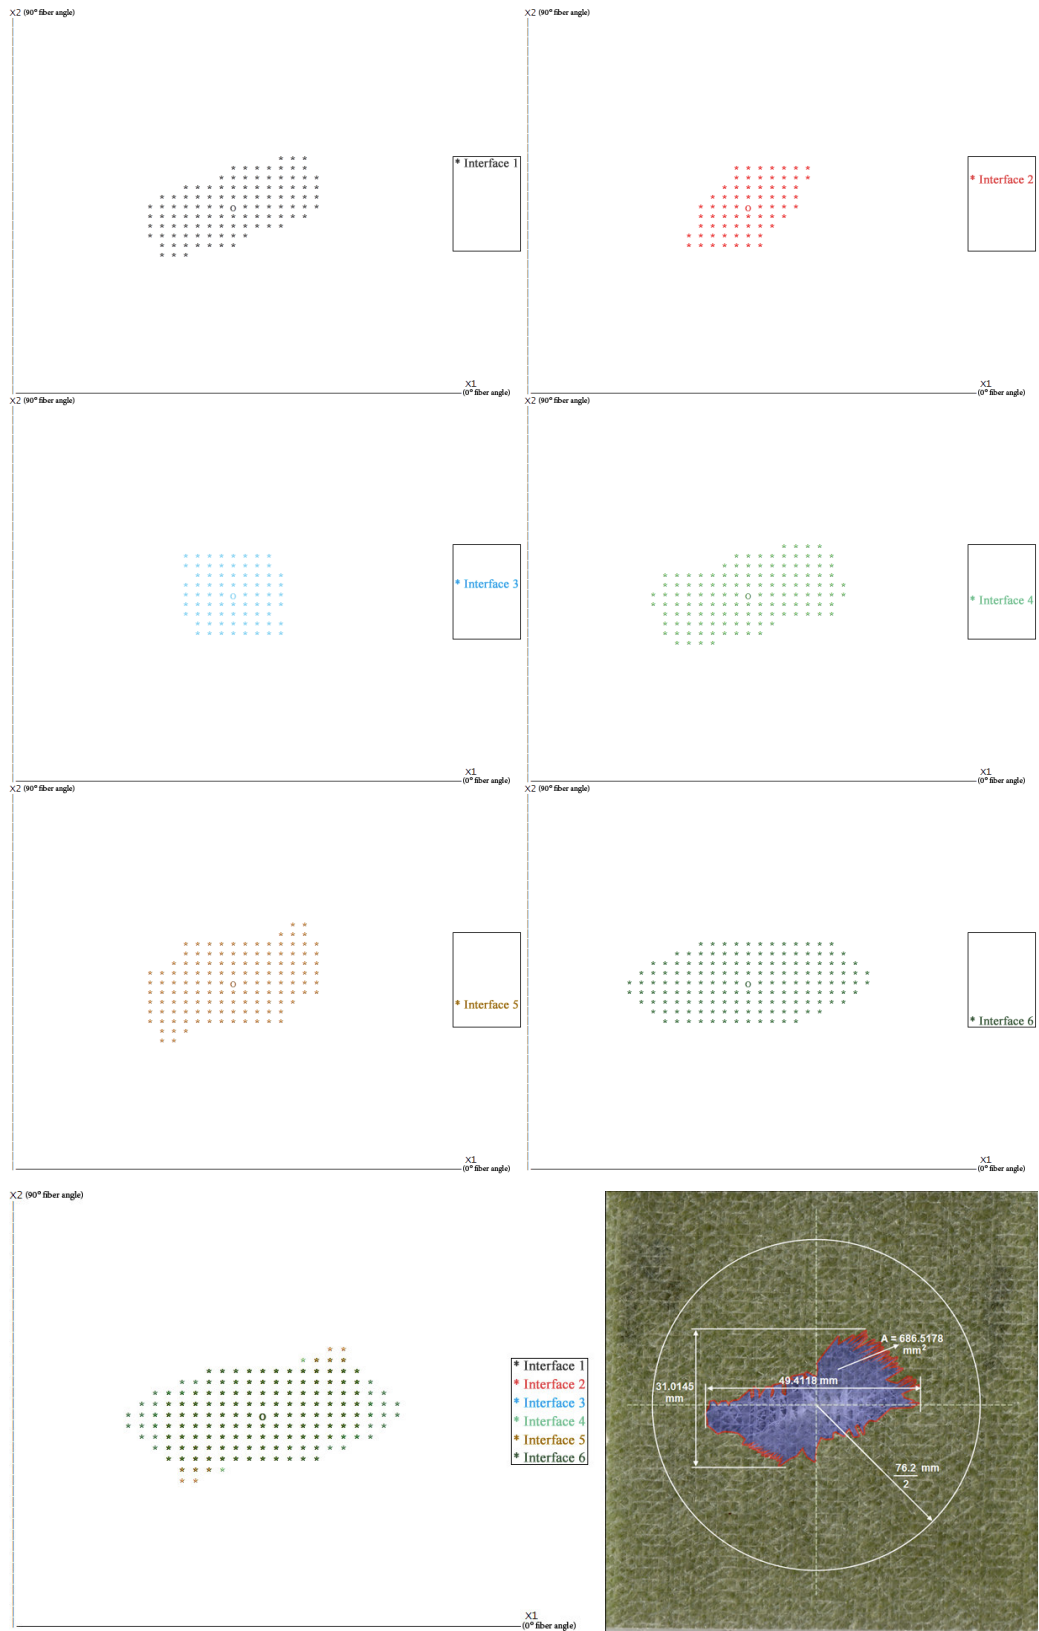 X2 (90° fiber angle)
* Interface 1
X1
(0° fiber angle)
X2 (90° fiber angle)
* Interface 2
X1
(0° fiber angle)
X2 (90° fiber angle)
* Interface 3
X1
(0° fiber angle)
X2 (90° fiber angle)
* Interface 4
X1
(0° fiber angle)
X2 (90° fiber angle)
* Interface 5
X1
(0° fiber angle)
X2 (90° fiber angle)
* Interface 6
X1
(0° fiber angle)
X2 (90° fiber angle)
* Interface 1
* Interface 2
* Interface 3
* Interface 4
* Interface 5
* Interface 6
X1
(0° fiber angle)
A = 686.5178
mm²
49.4118 mm
31.0145
mm
76.2 mm
2